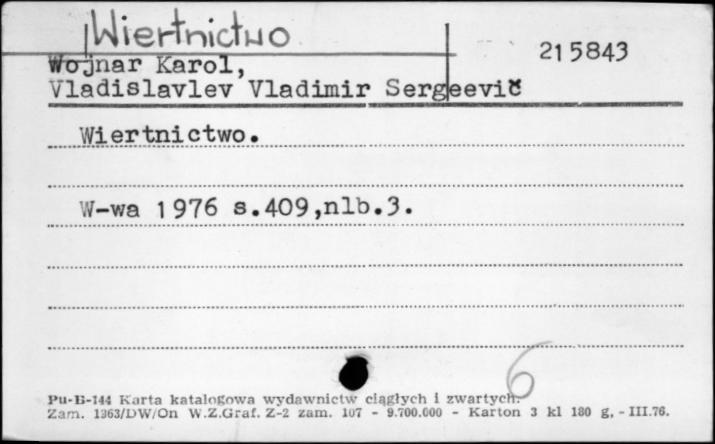 Wiertnictwo
215843
Wojnar Karol,
Vladislavlev Vladimir Sergeevič
Wiertnictwo.
W-wa 1976 s.409,nlb.3.
6
Pu-B-144 Karta katalogowa wydawnictw ciągłych i zwartych.
Zam. 1363/DW/On W.Z.Graf. Z-2 zam. 107 - 9.700.000 - Karton 3 kl 180 g, - III.76.